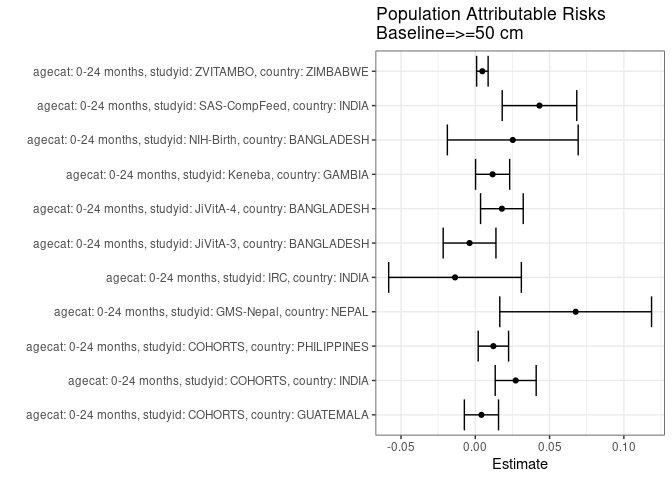 Population Attributable Risks
Baseline=>=50 cm
agecat: 0-24 months, studyid: ZVITAMBO, country: ZIMBABWE
agecat: 0-24 months, studyid: SAS-CompFeed, country: INDIA
agecat: 0-24 months, studyid: NIH-Birth, country: BANGLADESH
agecat: 0-24 months, studyid: Keneba, country: GAMBIA
agecat: 0-24 months, studyid: JiVitA-4, country: BANGLADESH
agecat: 0-24 months, studyid: JiVitA-3, country: BANGLADESH
agecat: 0-24 months, studyid: IRC, country: INDIA
agecat: 0-24 months, studyid: GMS-Nepal, country: NEPAL
agecat: 0-24 months, studyid: COHORTS, country: PHILIPPINES
agecat: 0-24 months, studyid: COHORTS, country: INDIA
agecat: 0-24 months, studyid: COHORTS, country: GUATEMALA
-0.05 0.00 0.05 0.10
Estimate